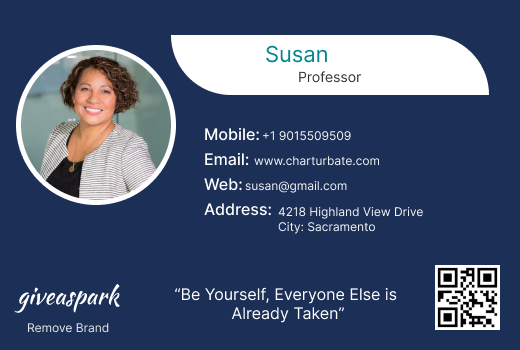 Susan
Professor
Mobile: +1 9015509509
Email: www.charturbate.com
Web: susan@gmail.com
Address: 4218 Highland View Drive
City: Sacramento
giveaspark
Remove Brand
“Be Yourself, Everyone Else is
Already Taken”